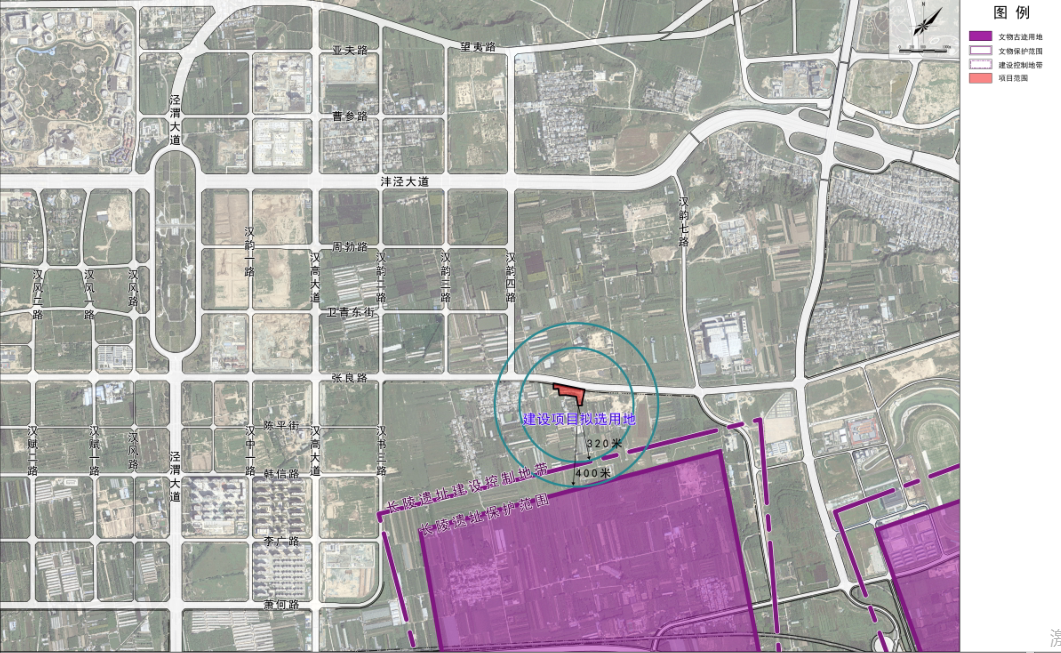 图例
文物古迹用地
文物保护范围
建设控制地带
项目范围
亚夫路
望夷路
泾渭大道
曹参路
沣泾大道
汉韵七路
汉韵一路
周勃路
汉高大道
汉韵二路
汉韵三路
汉韵四路
汉风二路
汉风一路
汉风路
卫青东街
张良路
建设项目拟选用地
陈平街
320米
400米
汉赋二路
汉赋一路
汉风路
汉中一路
汉高大道
汉韦三路
泾渭大道
韩信路
长陵遗址建设控制地带
长陵遗址保护范围
李广路
萧何路